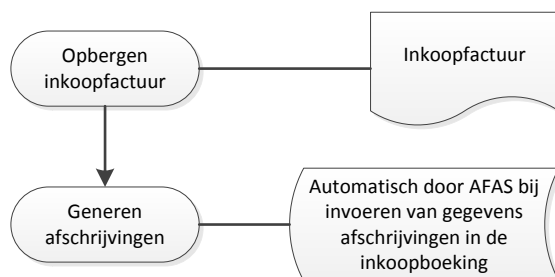 Opbergen
inkoopfactuur
Inkoopfactuur
Generen
afschrijvingen
Automatisch door AFAS bij
invoeren van gegevens
afschrijvingen in de
inkoopboeking